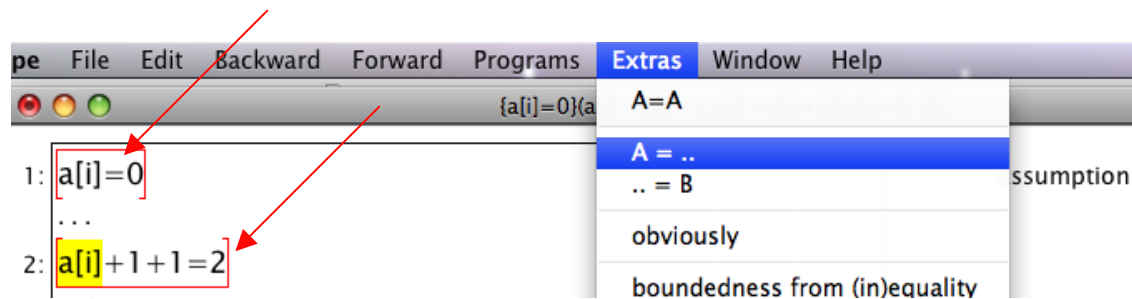 pe File Edit Backward Forward Programs Extras Window Help
{a[i]=0}(a
A=A
1: a[i]=0
A = ..
ssumption
.. = B
...
obviously
2: a[i]+1+1=2
boundedness from (in)equality